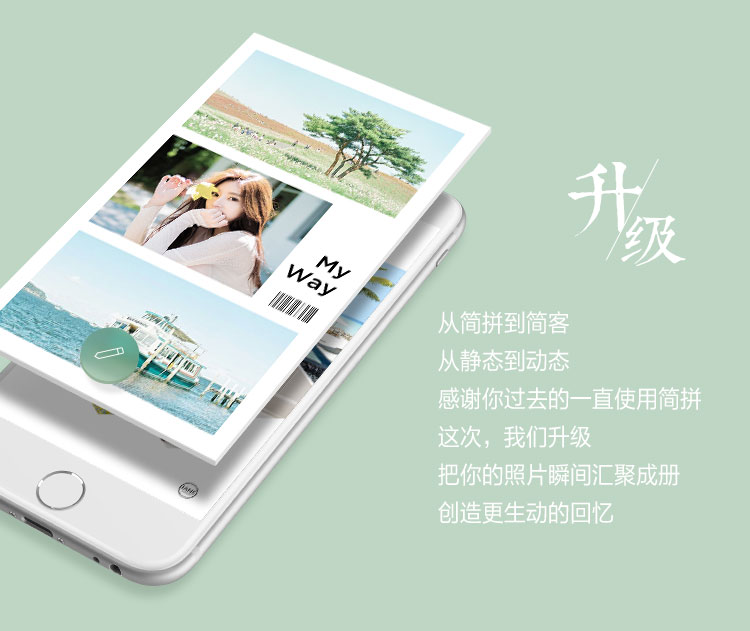 升级
从简拼到简客
从静态到动态
感谢你过去的一直使用简拼
这次，我们升级
把你的照片瞬间汇聚成册
创造更生动的回忆
My
Way